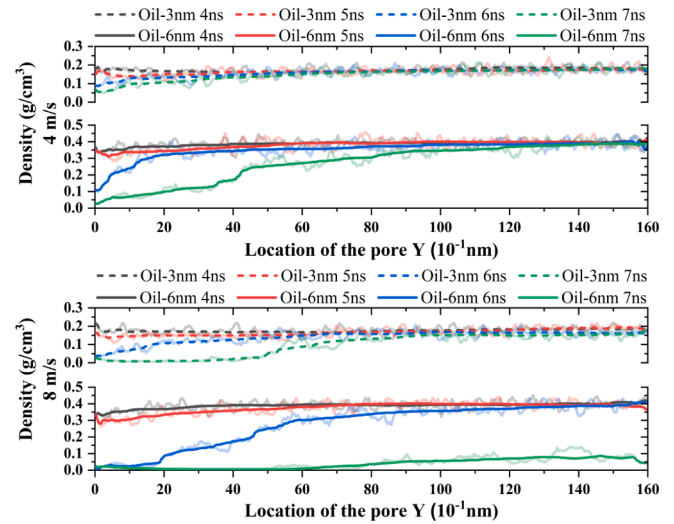 Oil-3nm 4ns Oil-3nm 5ns Oil-3nm 6ns Oil-3nm 7ns
Oil-6nm 4ns Oil-6nm 5ns Oil-6nm 6ns Oil-6nm 7ns
Density (g/cm³)
4 m/s
0.3
0.2
0.1
0.0
0.5
0.4
0.3
0.2
0.1
0.0
0 20 40 60 80 100 120 140 160
Location of the pore Y (10⁻¹nm)
Oil-3nm 4ns Oil-3nm 5ns Oil-3nm 6ns Oil-3nm 7ns
Oil-6nm 4ns Oil-6nm 5ns Oil-6nm 6ns Oil-6nm 7ns
Density (g/cm³)
8 m/s
0.3
0.2
0.1
0.0
0.5
0.4
0.3
0.2
0.1
0.0
0 20 40 60 80 100 120 140 160
Location of the pore Y (10⁻¹nm)